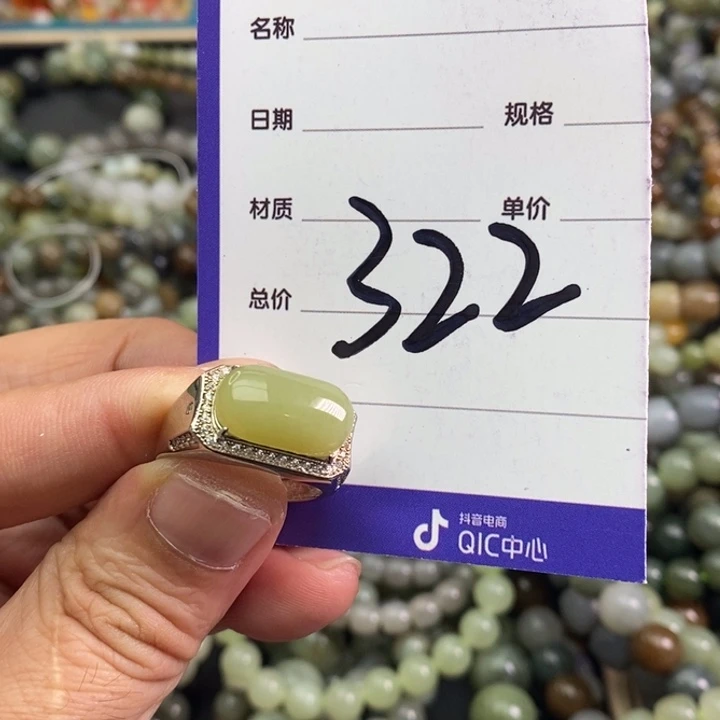 名称
日期 规格
材质 单价
总价 322
抖音电商
QIC中心